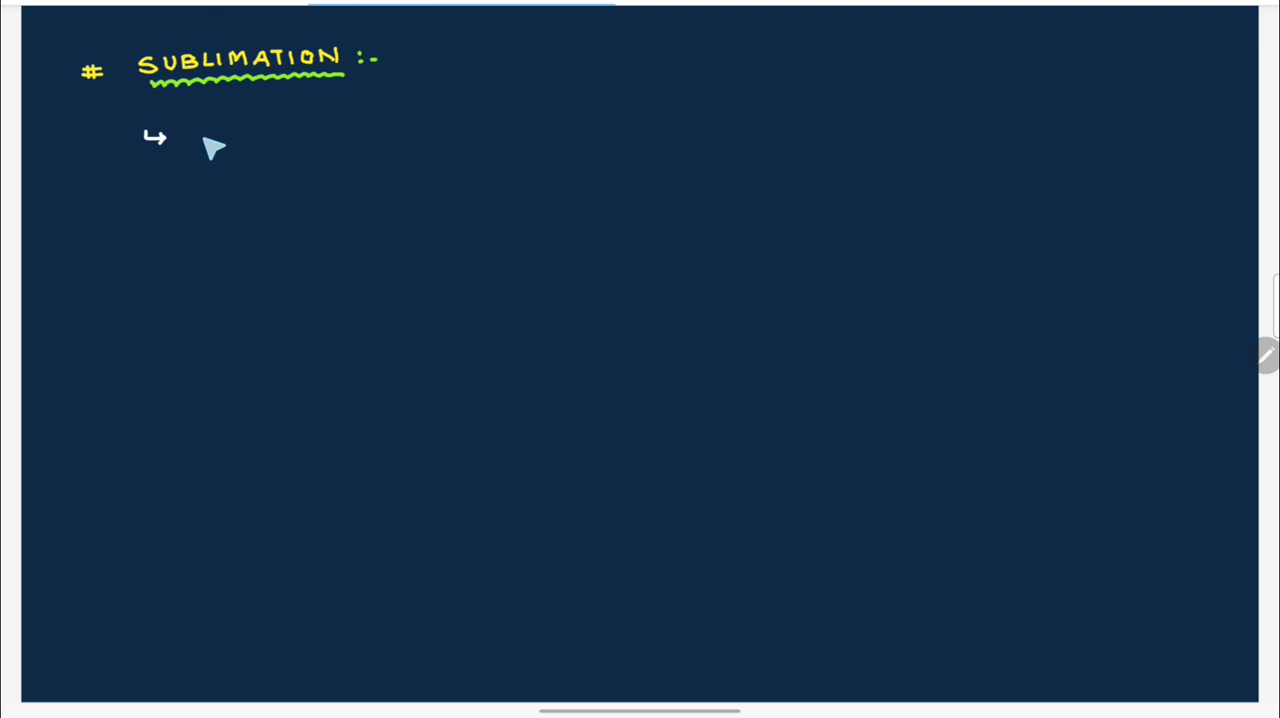 # SUBLIMATION :-
↳